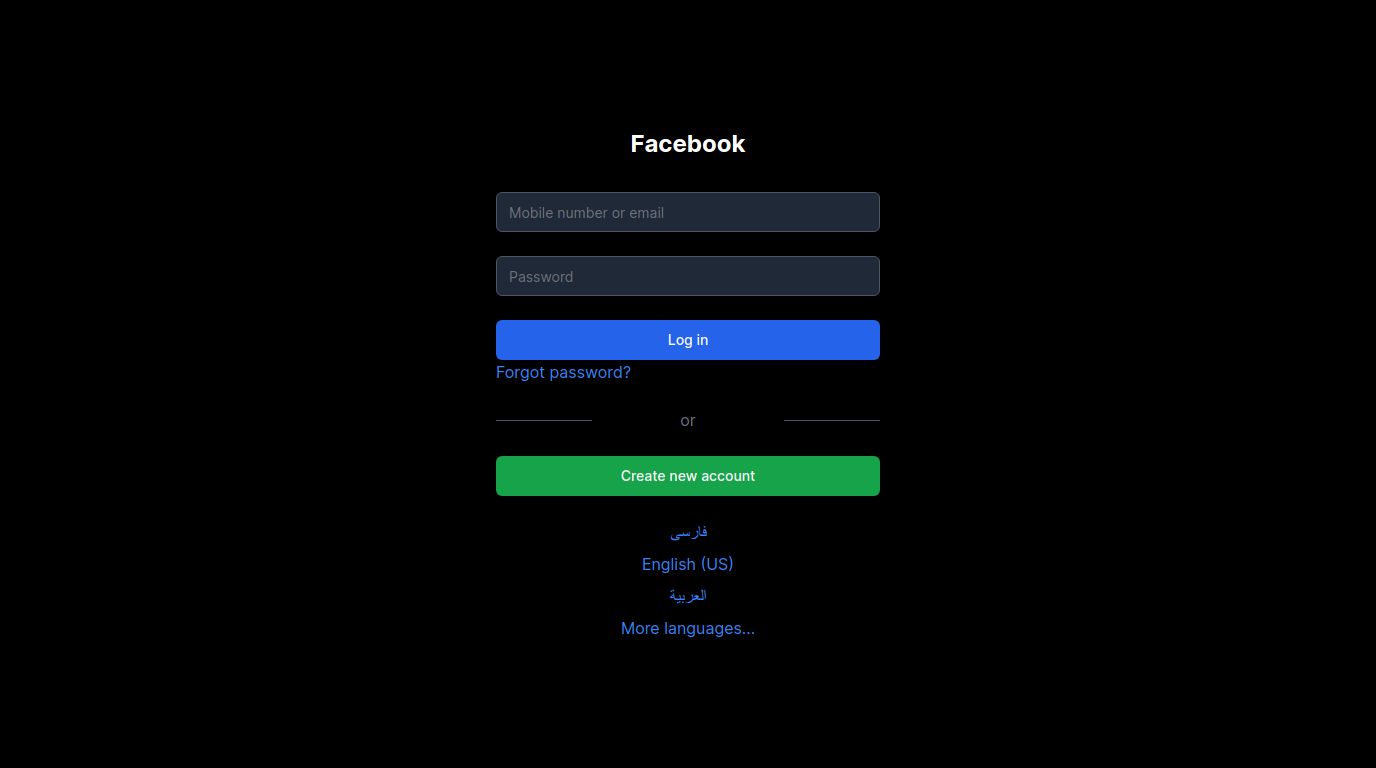 Facebook
Mobile number or email
Password
Log in
Forgot password?
or
Create new account
فارسی
English (US)
العربية
More languages...